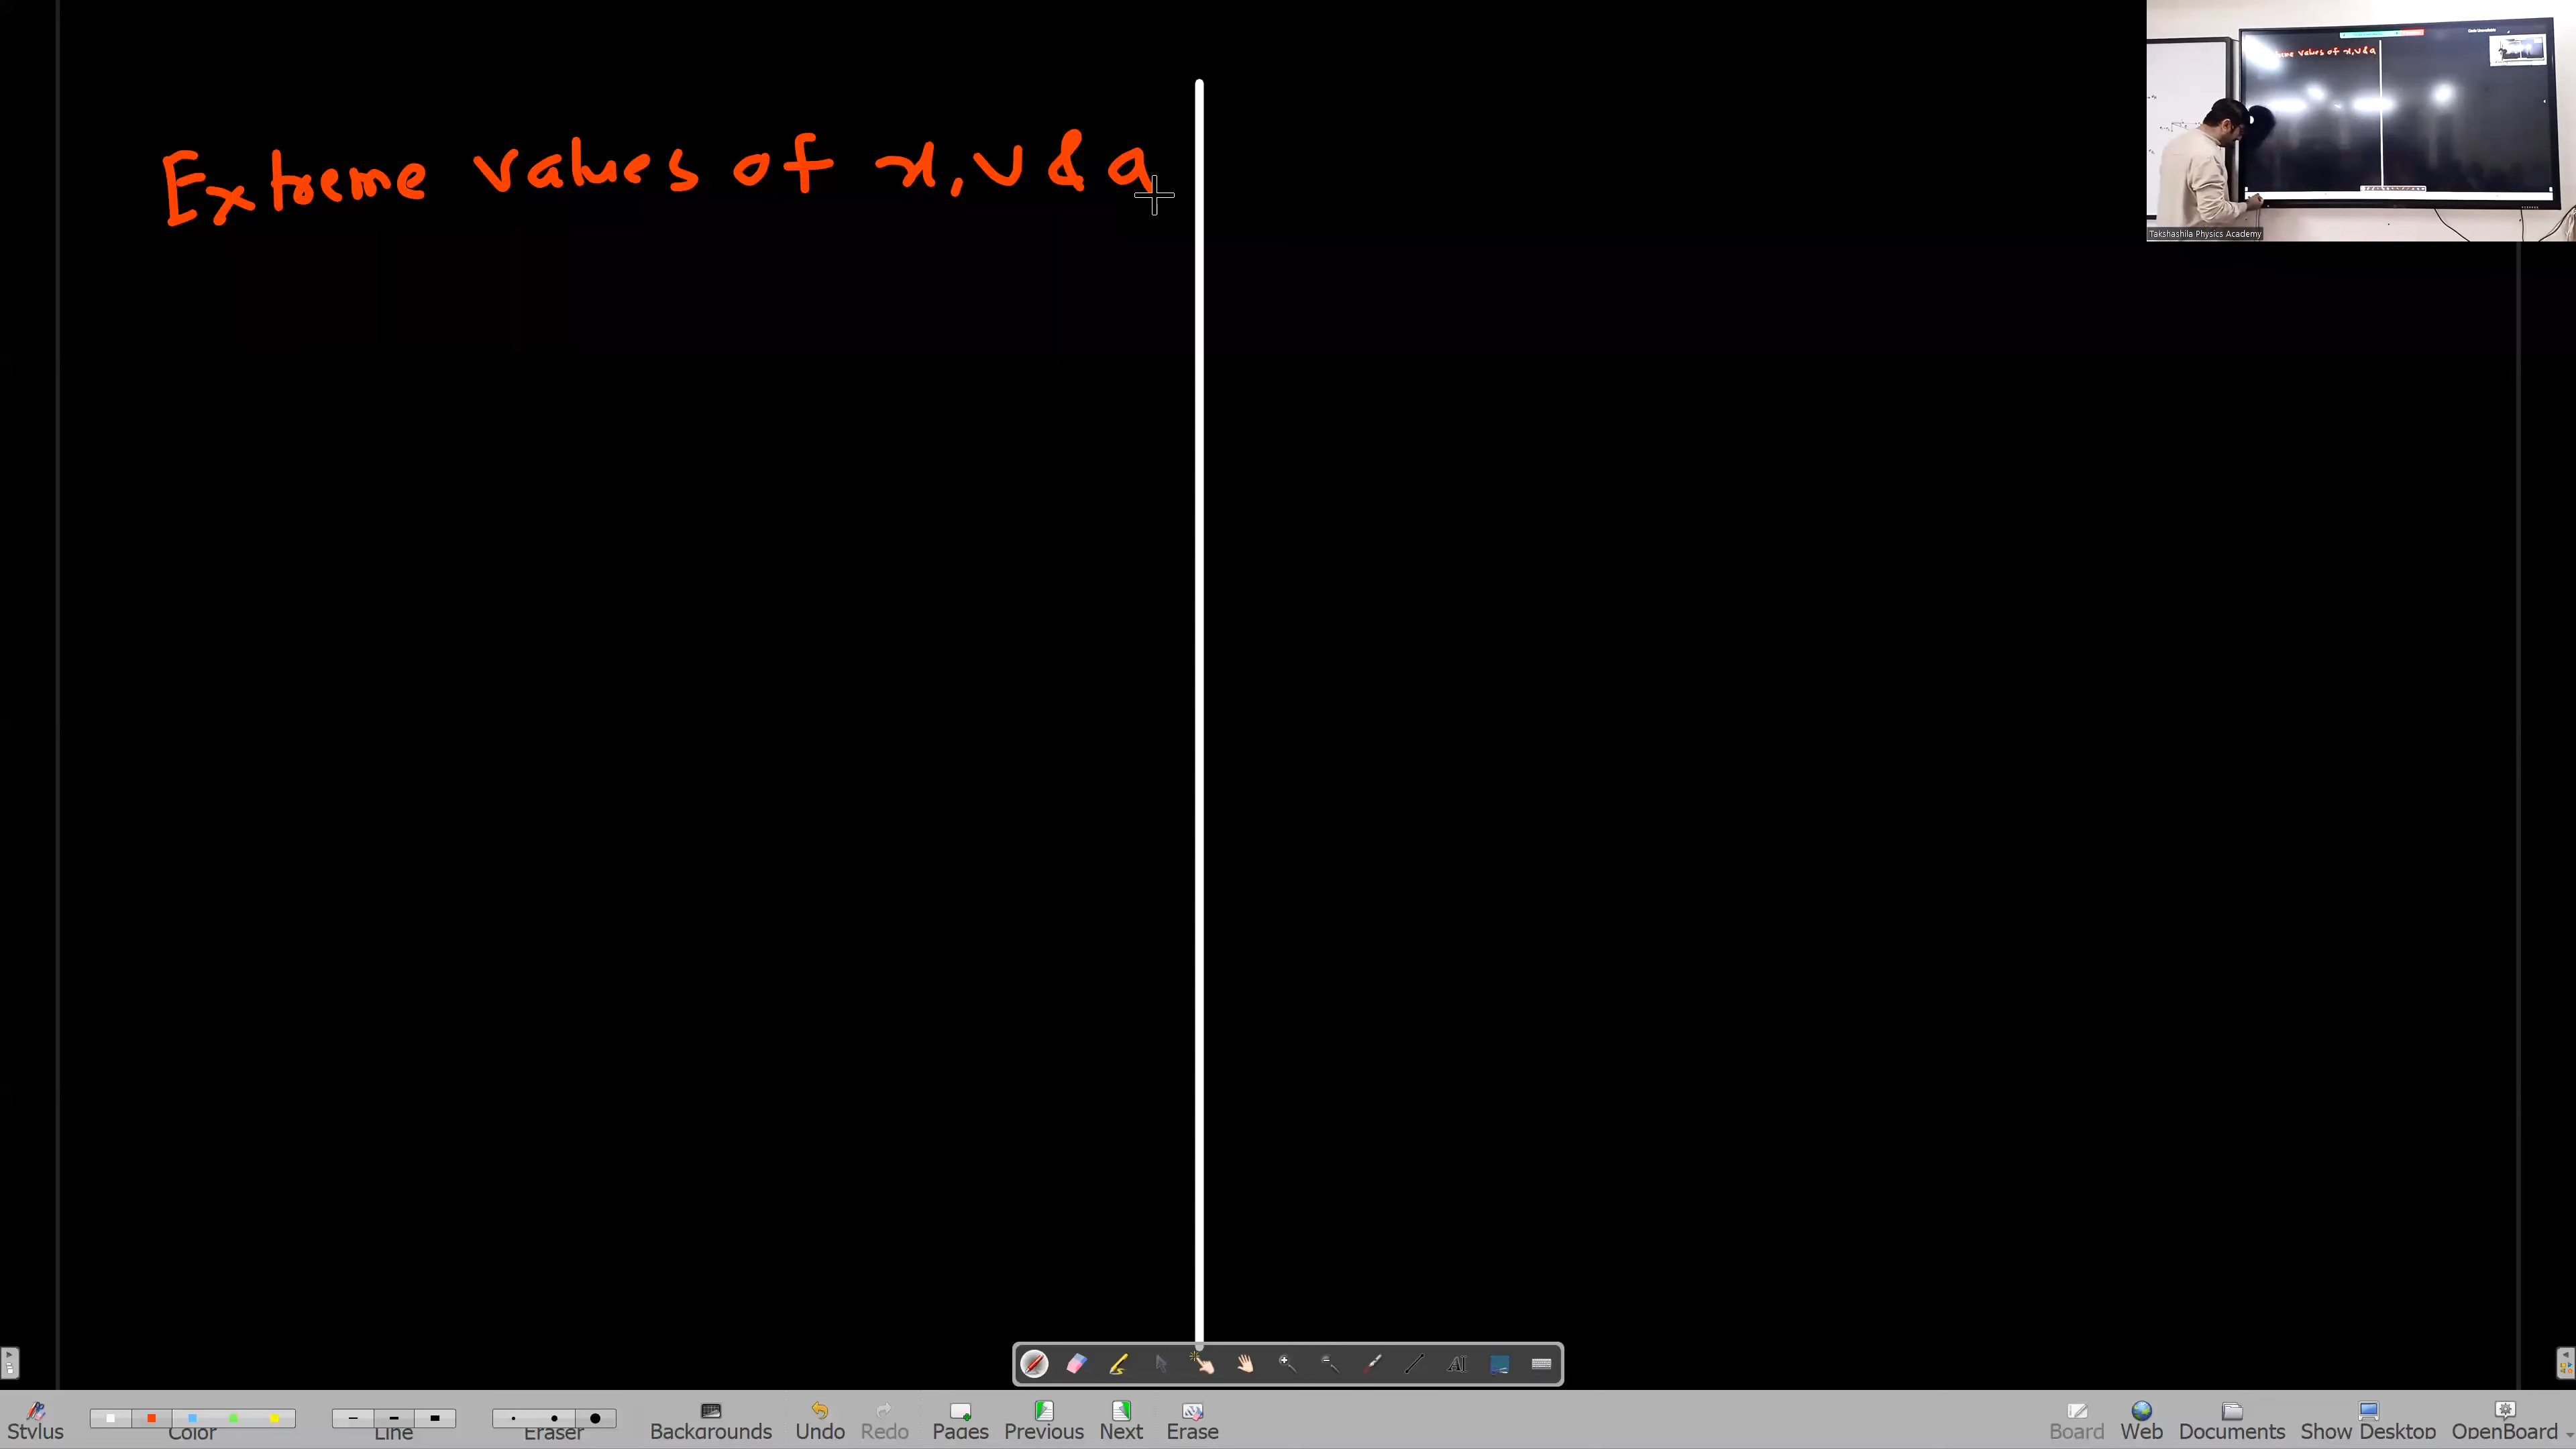 Extreme values of x, v & a
Takshashila Physics Academy
Stylus
Color
Line
Eraser
Backgrounds
Undo
Redo
Pages
Previous
Next
Erase
Board
Web
Documents
Show Desktop
OpenBoard